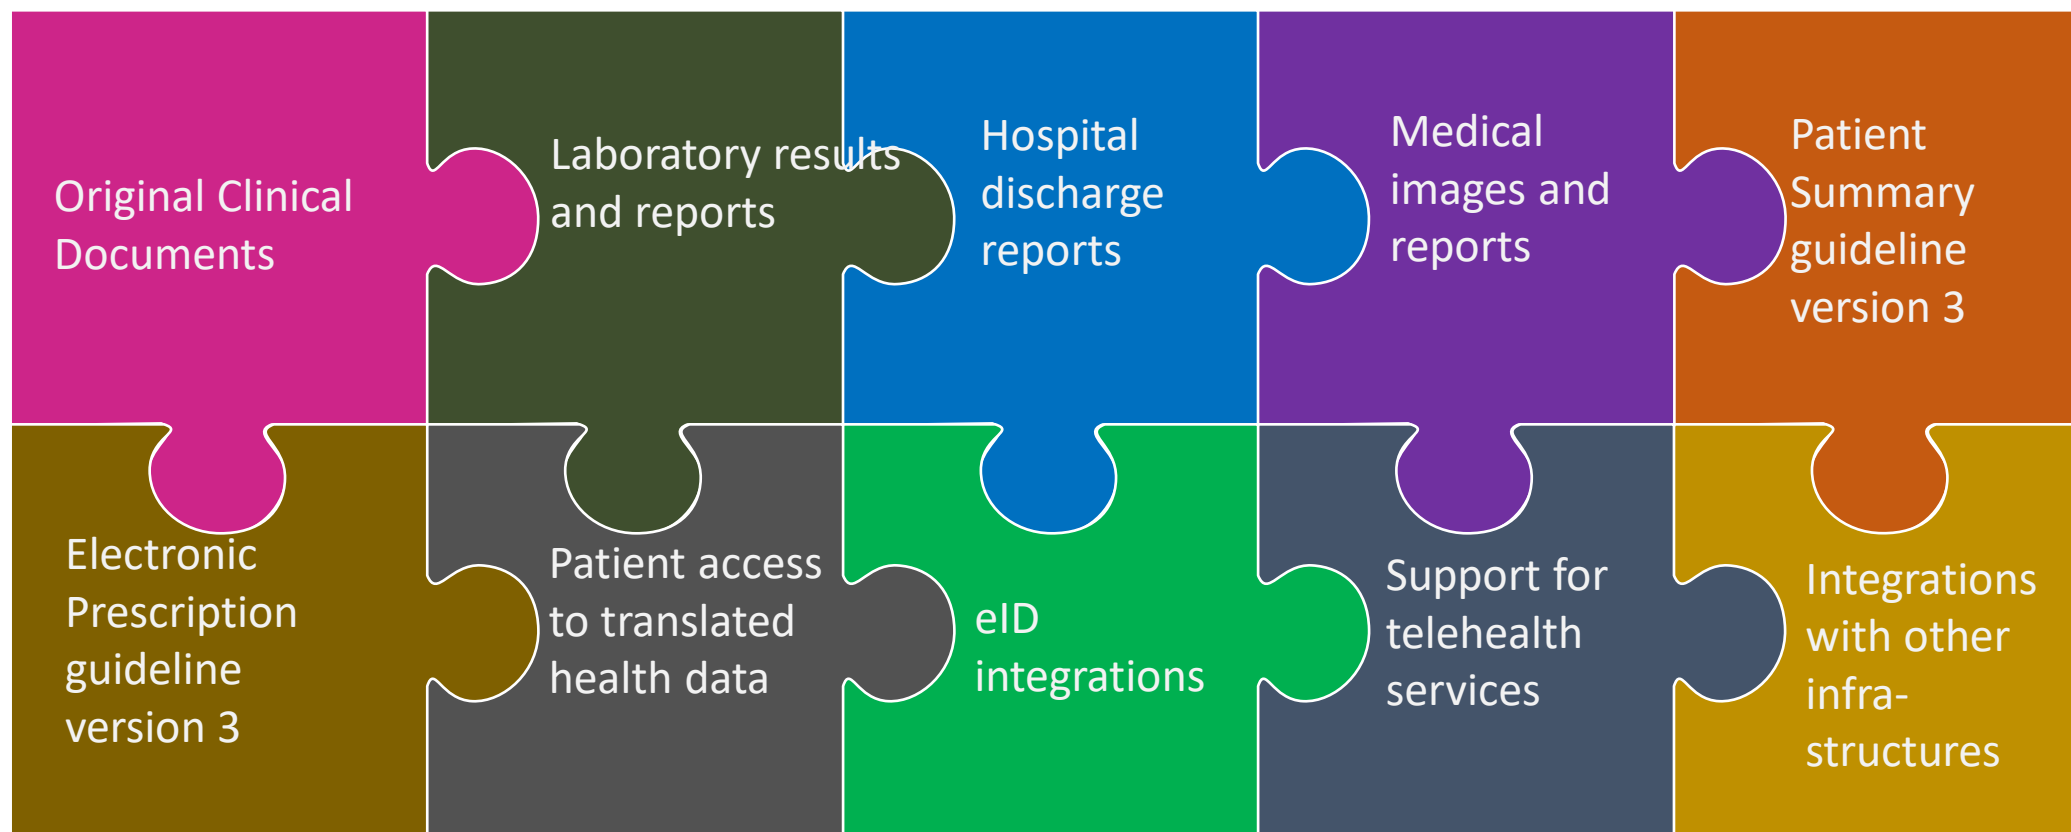 Original Clinical
Documents
Laboratory results
and reports
Hospital
discharge
reports
Medical
images and
reports
Patient
Summary
guideline
version 3
Electronic
Prescription
guideline
version 3
Patient access
to translated
health data
eID
integrations
Support for
telehealth
services
Integrations
with other
infra-
structures